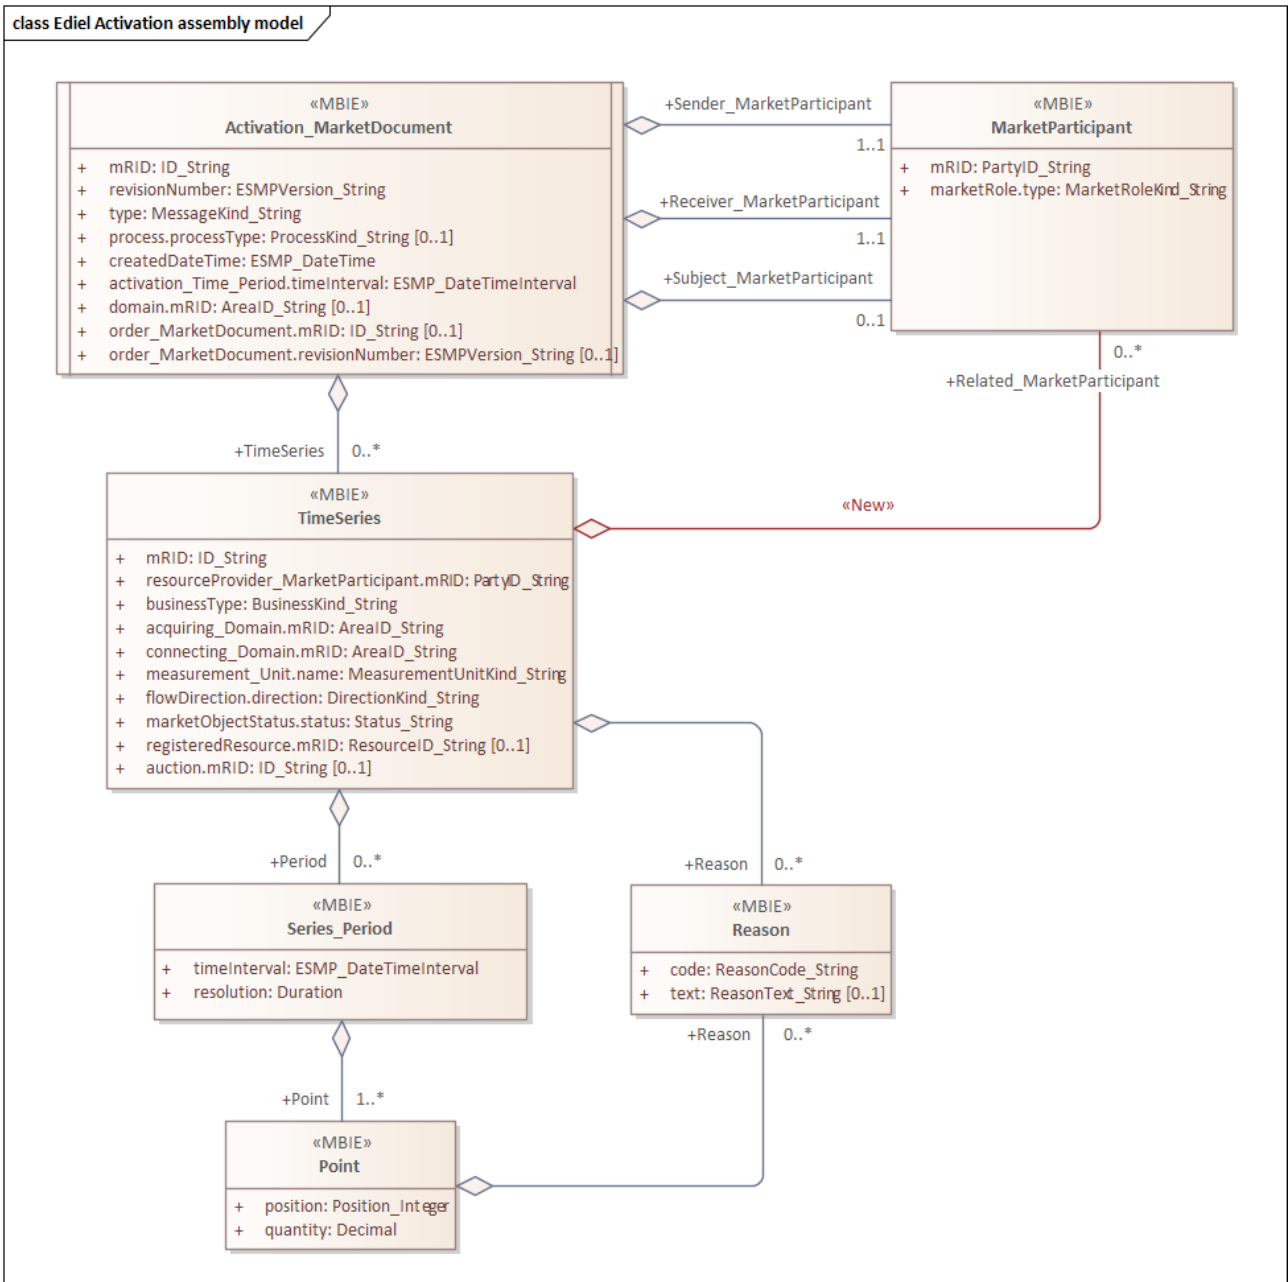 class Ediel Activation assembly model
«MBIE»
Activation_MarketDocument
+ mRID: ID_String
+ revisionNumber: ESMPVersion_String
+ type: MessageKind_String
+ process.processType: ProcessKind_String [0..1]
+ createdDateTime: ESMP_DateTime
+ activation_Time_Period.timeInterval: ESMP_DateTimeInterval
+ domain.mRID: AreaID_String [0..1]
+ order_MarketDocument.mRID: ID_String [0..1]
+ order_MarketDocument.revisionNumber: ESMPVersion_String [0..1]
+Sender_MarketParticipant
1..1
+Receiver_MarketParticipant
1..1
+Subject_MarketParticipant
0..1
«MBIE»
MarketParticipant
+ mRID: PartyID_String
+ marketRole.type: MarketRoleKind_String
0..*
+Related_MarketParticipant
«New»
+TimeSeries 0..*
«MBIE»
TimeSeries
+ mRID: ID_String
+ resourceProvider_MarketParticipant.mRID: PartyID_String
+ businessType: BusinessKind_String
+ acquiring_Domain.mRID: AreaID_String
+ connecting_Domain.mRID: AreaID_String
+ measurement_Unit.name: MeasurementUnitKind_String
+ flowDirection.direction: DirectionKind_String
+ marketObjectStatus.status: Status_String
+ registeredResource.mRID: ResourceID_String [0..1]
+ auction.mRID: ID_String [0..1]
+Period 0..*
+Reason 0..*
«MBIE»
Series_Period
+ timeInterval: ESMP_DateTimeInterval
+ resolution: Duration
«MBIE»
Reason
+ code: ReasonCode_String
+ text: ReasonText_String [0..1]
+Reason 0..*
+Point 1..*
«MBIE»
Point
+ position: Position_Integer
+ quantity: Decimal